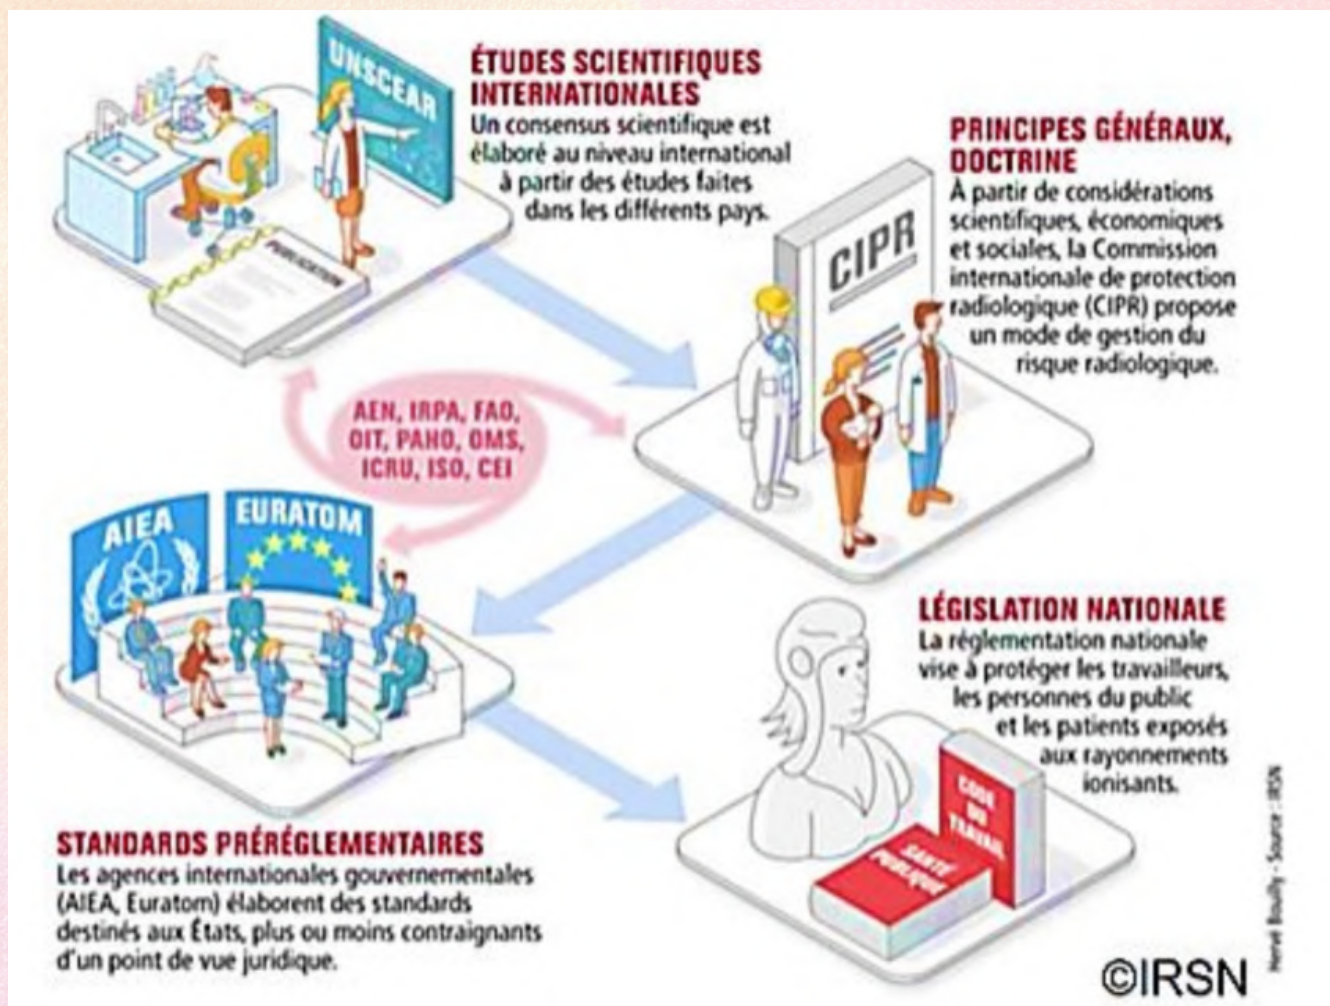 UNSCEAR
PUBLICATION
ÉTUDES SCIENTIFIQUES
INTERNATIONALES
Un consensus scientifique est
élaboré au niveau international
à partir des études faites
dans les différents pays.
CIPR
PRINCIPES GÉNÉRAUX,
DOCTRINE
À partir de considérations
scientifiques, économiques
et sociales, la Commission
internationale de protection
radiologique (CIPR) propose
un mode de gestion du
risque radiologique.
AEN, IRPA, FAO,
OIT, PAHO, OMS,
ICRU, ISO, CEI
AIEA
EURATOM
STANDARDS PRÉRÉGLEMENTAIRES
Les agences internationales gouvernementales
(AIEA, Euratom) élaborent des standards
destinés aux États, plus ou moins contraignants
d'un point de vue juridique.
LÉGISLATION NATIONALE
La réglementation nationale
vise à protéger les travailleurs,
les personnes du public
et les patients exposés
aux rayonnements
ionisants.
CODE
DU
TRAVAIL
SANTÉ
PUBLIQUE
Hervé Bouilly - Source : IRSN
©IRSN